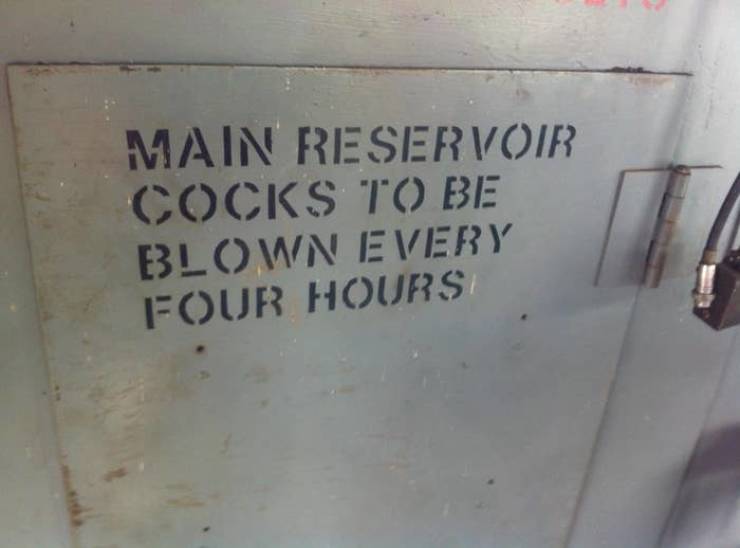 MAIN RESERVOIR
COCKS TO BE
BLOWN EVERY
FOUR HOURS